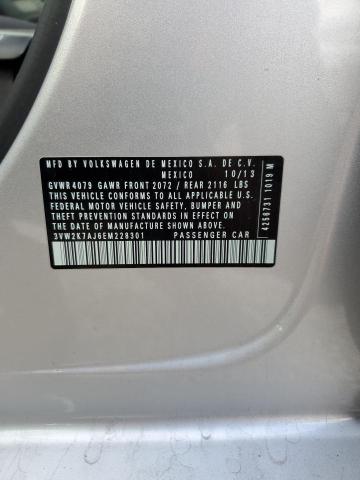 MFD BY VOLKSWAGEN DE MEXICO S.A. DE C.V.
MEXICO 10/13
GVWR 4079 GAWR FRONT 2072 / REAR 2116 LBS
THIS VEHICLE CONFORMS TO ALL APPLICABLE U.S.
FEDERAL MOTOR VEHICLE SAFETY, BUMPER AND
THEFT PREVENTION STANDARDS IN EFFECT ON
THE DATE OF MANUFACTURE SHOWN ABOVE.
3VW2K7AJ6EM228301 PASSENGER CAR
4256731 1019 M